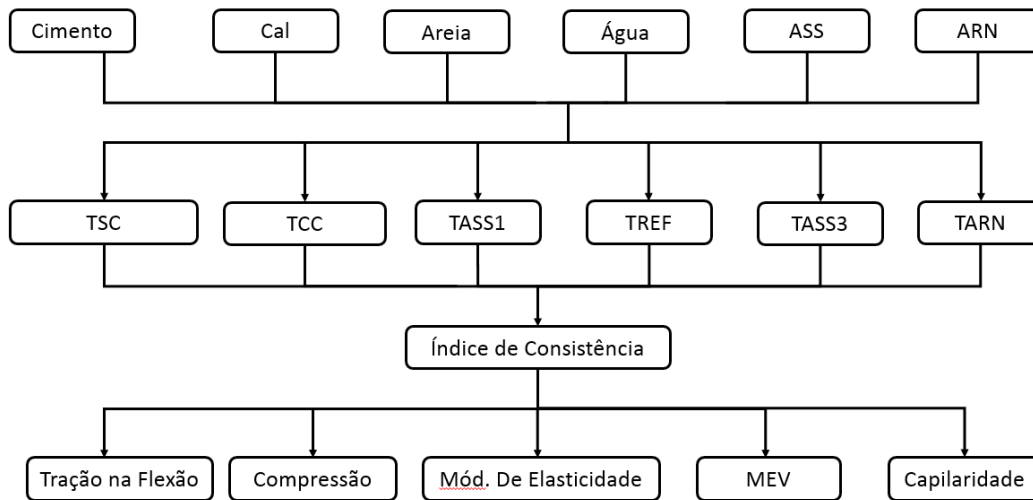 Cimento
Cal
Areia
Água
ASS
ARN
TSC
TCC
TASS1
TREF
TASS3
TARN
Índice de Consistência
Tração na Flexão
Compressão
Mód. De Elasticidade
MEV
Capilaridade